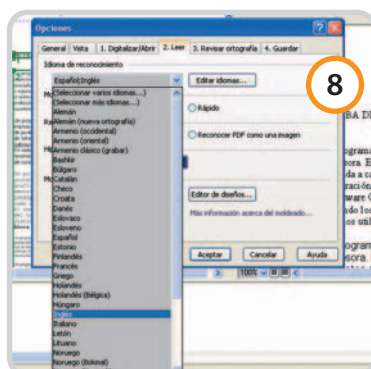 Opciones
General Vista 1. Digitalizar/Abrir 2. Leer 3. Revisar ortografía 4. Guardar
Idioma de reconocimiento
Español;Inglés
Editar idiomas...
8
(Seleccionar varios idiomas...)
(Seleccionar más idiomas...)
Rápido
Alemán
Alemán (nueva ortografía)
Armenio (occidental)
Armenio (oriental)
Reconocer PDF como una imagen
Armenio clásico (grabar)
Bashkir
Búlgaro
Catalán
Checo
Croata
Editor de diseños...
Danés
Eslovaco
Más información acerca del moldeado...
Esloveno
Español
Estonio
Finlandés
Aceptar Cancelar Ayuda
Francés
Griego
100%
Holandés
Holandés (Bélgica)
Húngaro
Inglés
Italiano
Letón
Lituano
Noruego
Noruego (Bokmal)